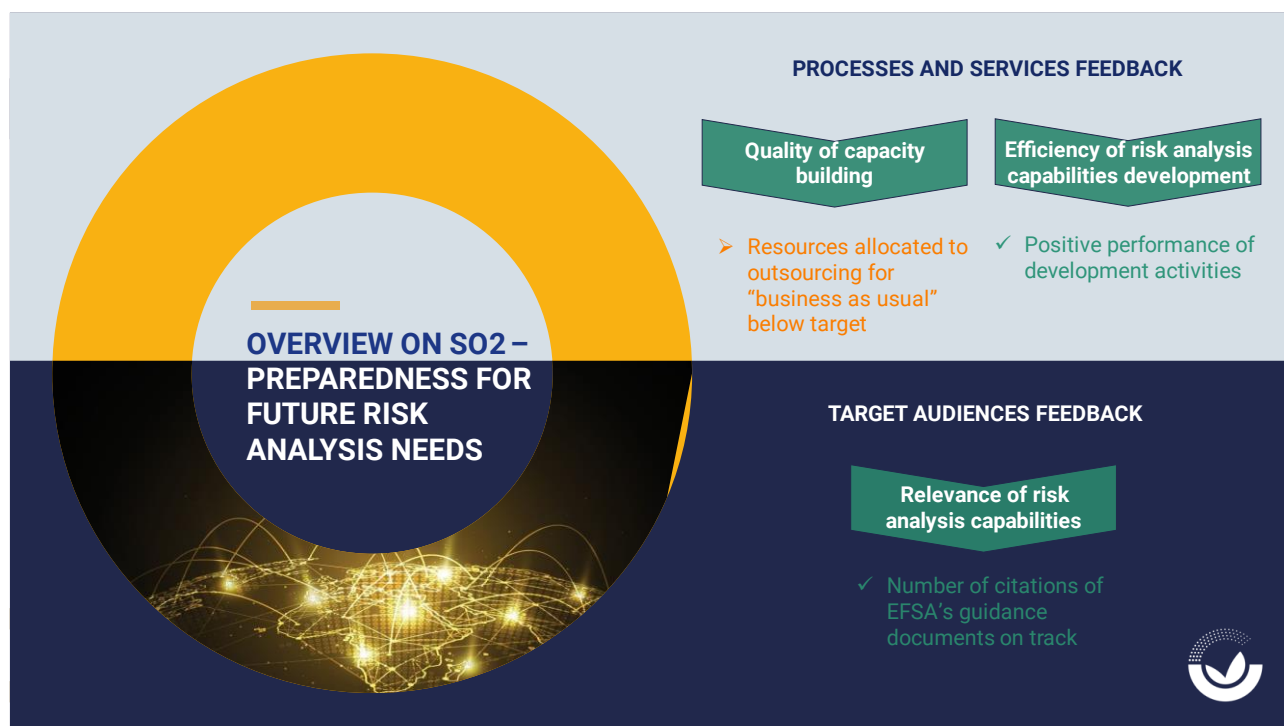 OVERVIEW ON SO2 –
PREPAREDNESS FOR
FUTURE RISK
ANALYSIS NEEDS
PROCESSES AND SERVICES FEEDBACK
Quality of capacity
building
➢ Resources allocated to
outsourcing for
“business as usual”
below target
Efficiency of risk analysis
capabilities development
✓ Positive performance of
development activities
TARGET AUDIENCES FEEDBACK
Relevance of risk
analysis capabilities
✓ Number of citations of
EFSA’s guidance
documents on track